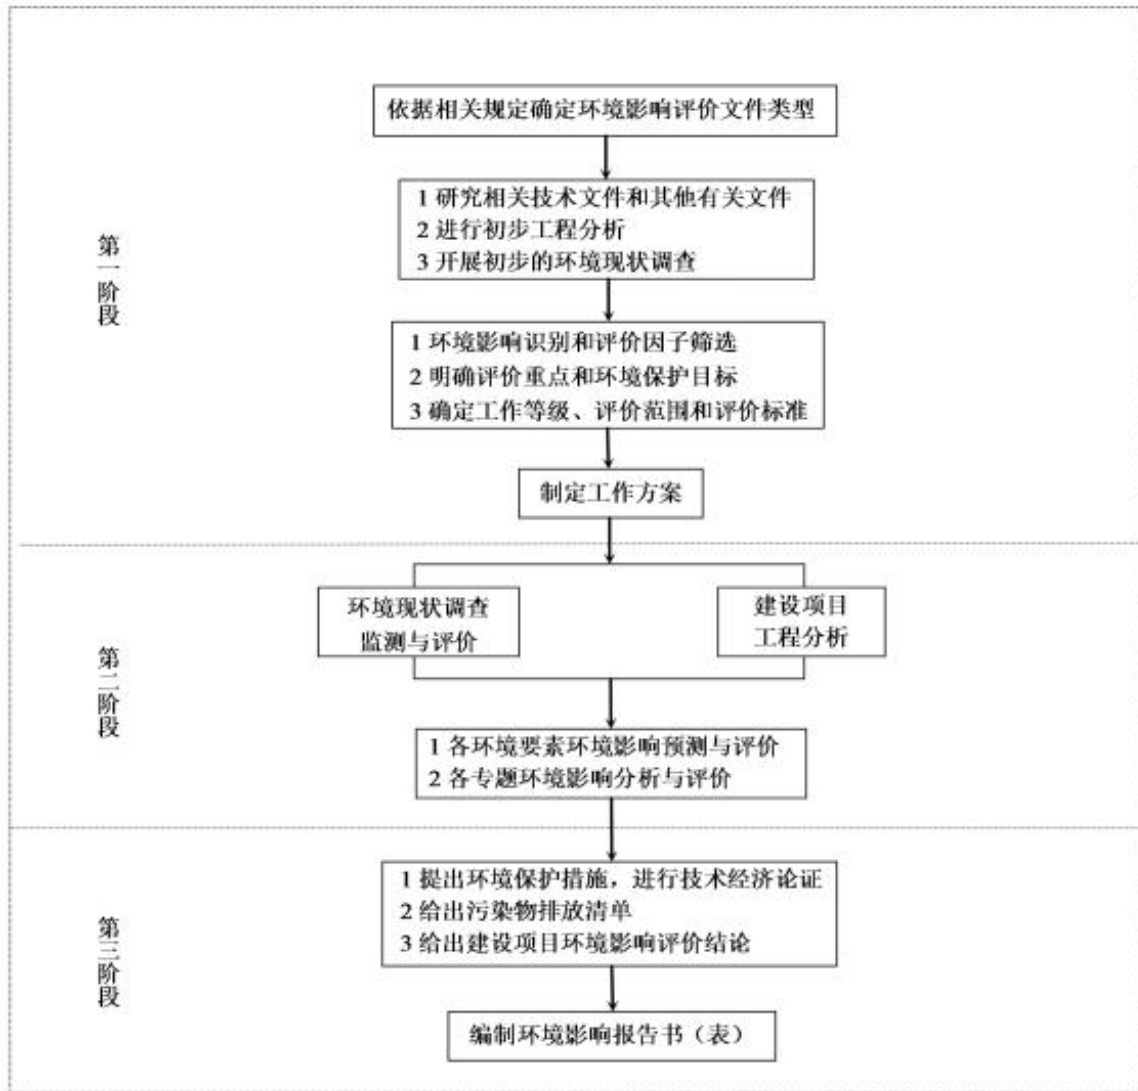 依据相关规定确定环境影响评价文件类型
1 研究相关技术文件和其他有关文件
2 进行初步工程分析
3 开展初步的环境现状调查
第一阶段
1 环境影响识别和评价因子筛选
2 明确评价重点和环境保护目标
3 确定工作等级、评价范围和评价标准
制定工作方案
环境现状调查
监测与评价
建设项目
工程分析
第二阶段
1 各环境要素环境影响预测与评价
2 各专题环境影响分析与评价
1 提出环境保护措施，进行技术经济论证
2 给出污染物排放清单
3 给出建设项目环境影响评价结论
第三阶段
编制环境影响报告书（表）